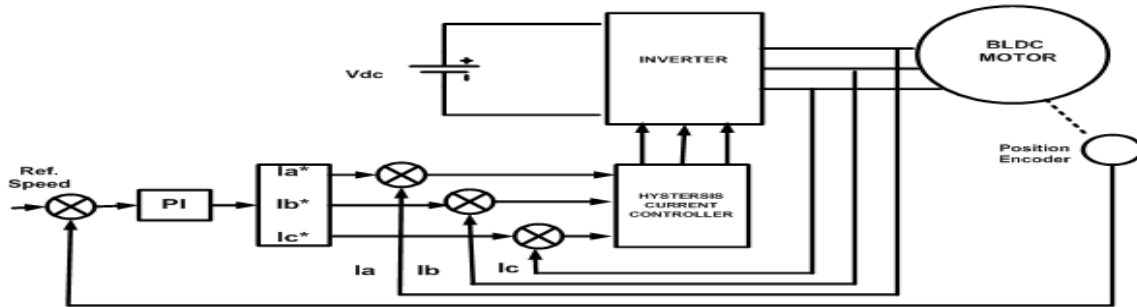 BLDC
MOTOR
INVERTER
Vdc
+
-
Position
Encoder
Ref.
Speed
PI
Ia*
Ib*
Ic*
HYSTERSIS
CURRENT
CONTROLLER
Ia
Ib
Ic